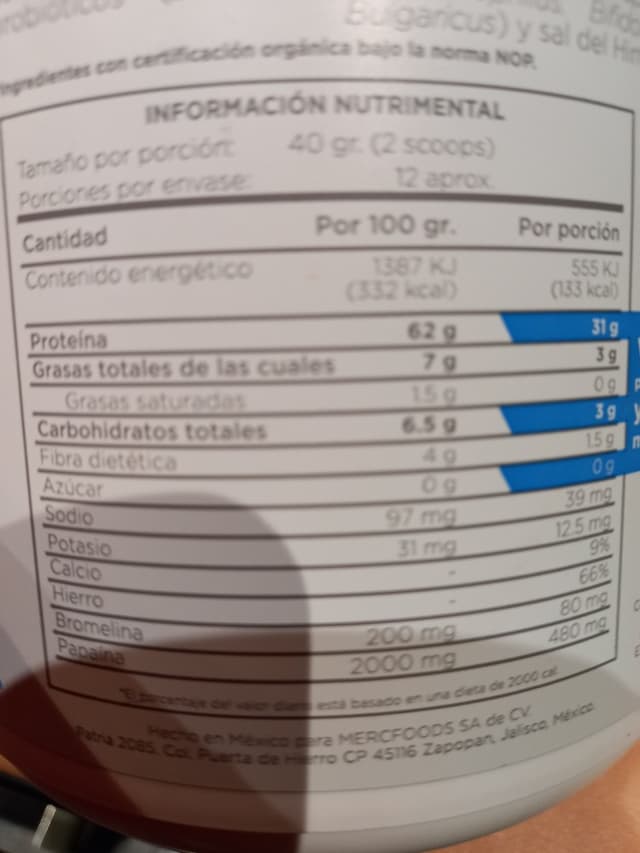 Bulgaricus) y sal del
Ingredientes con certificación orgánica bajo la norma NOP.
INFORMACIÓN NUTRIMENTAL
Tamaño por porción: 40 gr. (2 scoops)
Porciones por envase: 12 aprox.
Cantidad Por 100 gr. Por porción
Contenido energético 1387 KJ 555 KJ
(332 kcal) (133 kcal)
Proteína 62 g 31 g
Grasas totales de las cuales 7 g 3 g
Grasas saturadas 1.5 g 0 g
Carbohidratos totales 6.5 g 3 g
Fibra dietética 4 g 1.5 g
Azúcar 0 g 0 g
Sodio 97 mg 39 mg
Potasio 31 mg 12.5 mg
Calcio - 9%
Hierro - 66%
Bromelina 200 mg 80 mg
Papaína 2000 mg 480 mg
*El porcentaje del valor diario está basado en una dieta de 2000 cal.
Hecho en México para MERCFOODS SA de CV
Patria 2085. Col. Puerta de Hierro CP 45116 Zapopan, Jalisco, México.